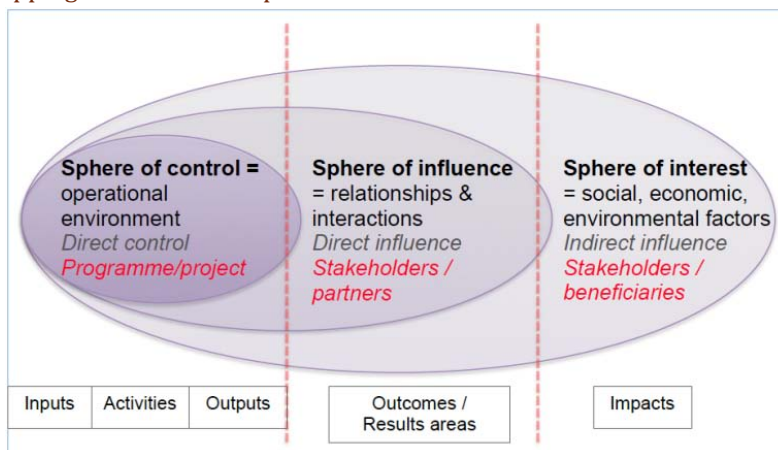 Sphere of control =
operational
environment
Direct control
Programme/project
Sphere of influence
= relationships &
interactions
Direct influence
Stakeholders /
partners
Sphere of interest
= social, economic,
environmental factors
Indirect influence
Stakeholders /
beneficiaries
Inputs
Activities
Outputs
Outcomes /
Results areas
Impacts